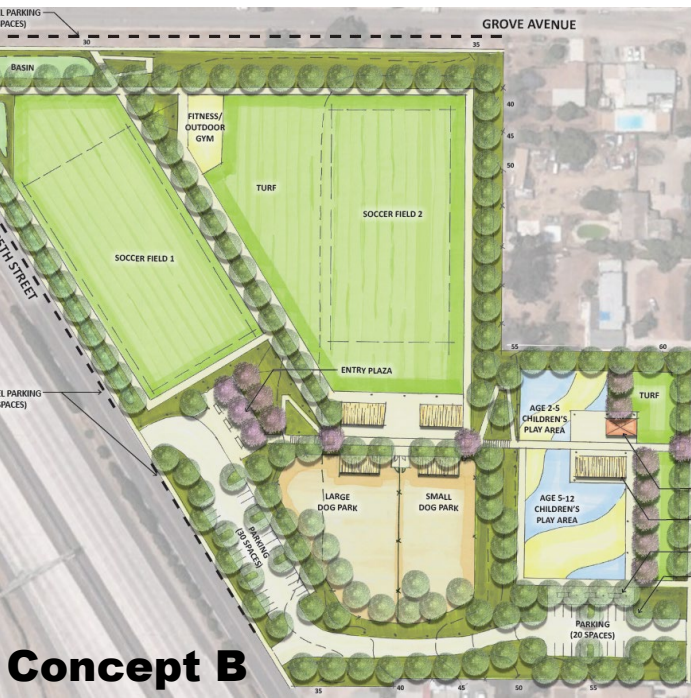 L PARKING
PACES)
30
35
GROVE AVENUE
BASIN
FITNESS/
OUTDOOR
GYM
40
45
50
TURF
SOCCER FIELD 2
SOCCER FIELD 1
5TH STREET
55
60
ENTRY PLAZA
EL PARKING
SPACES)
TURF
AGE 2-5
CHILDREN'S
PLAY AREA
LARGE
DOG PARK
SMALL
DOG PARK
AGE 5-12
CHILDREN'S
PLAY AREA
PARKING
(30 SPACES)
PARKING
(20 SPACES)
Concept B
35
40
45
50
55